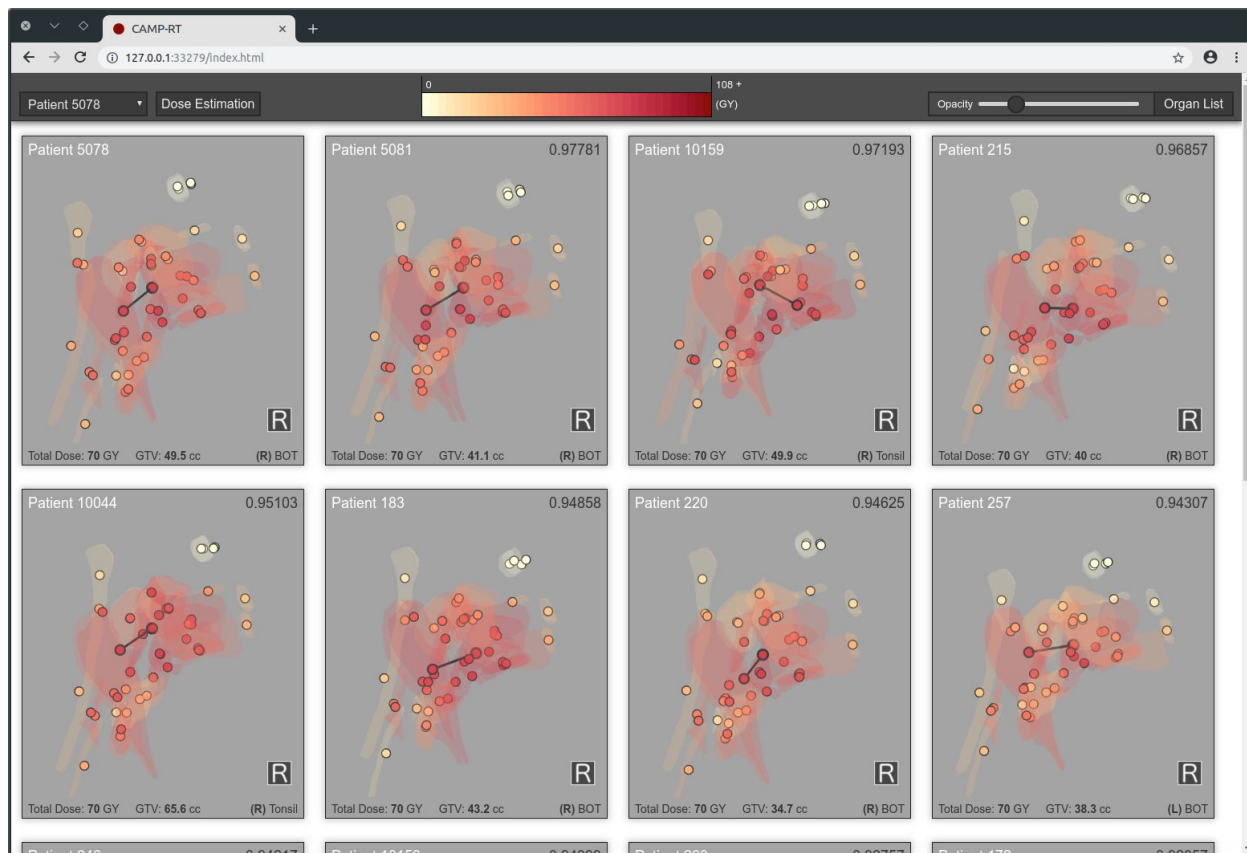 CAMP-RT
127.0.0.1:33279/index.html
0
108 +
Patient 5078
Dose Estimation
(GY)
Opacity
Organ List
Patient 5078
Patient 5081 0.97781
Patient 10159 0.97193
Patient 215 0.96857
R
R
R
R
Total Dose: 70 GY GTV: 49.5 cc (R) BOT
Total Dose: 70 GY GTV: 41.1 cc (R) BOT
Total Dose: 70 GY GTV: 49.9 cc (R) Tonsil
Total Dose: 70 GY GTV: 40 cc (R) BOT
Patient 10044 0.95103
Patient 183 0.94858
Patient 220 0.94625
Patient 257 0.94307
R
R
R
R
Total Dose: 70 GY GTV: 65.6 cc (R) Tonsil
Total Dose: 70 GY GTV: 43.2 cc (R) BOT
Total Dose: 70 GY GTV: 34.7 cc (R) BOT
Total Dose: 70 GY GTV: 38.3 cc (L) BOT
Patient
Patient
Patient
Patient